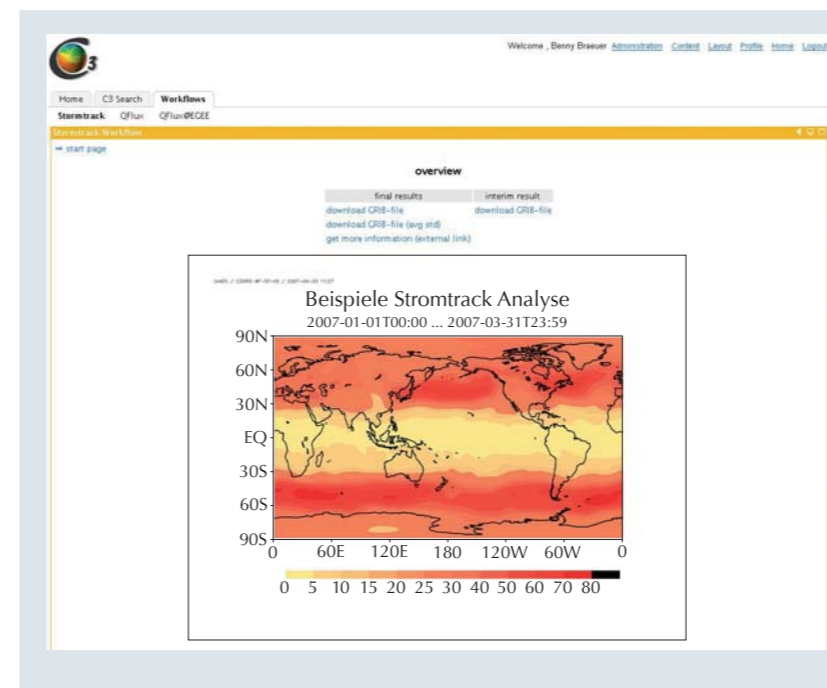 Welcome , Benny Braeuer Administration Content Layout Profile Home Logout
C3
Home C3 Search Workflows
Stormtrack QFlux QFlux@EGEE
Stormtrack-Workflow
⇒ start page
overview
final results interim result
download GRIB-file download GRIB-file
download GRIB-file (avg std)
get more information (external link)
Beispiele Stromtrack Analyse
2007-01-01T00:00 ... 2007-03-31T23:59
90N
60N
30N
EQ
30S
60S
90S
0 60E 120E 180 120W 60W 0
0 5 10 15 20 25 30 40 50 60 70 80